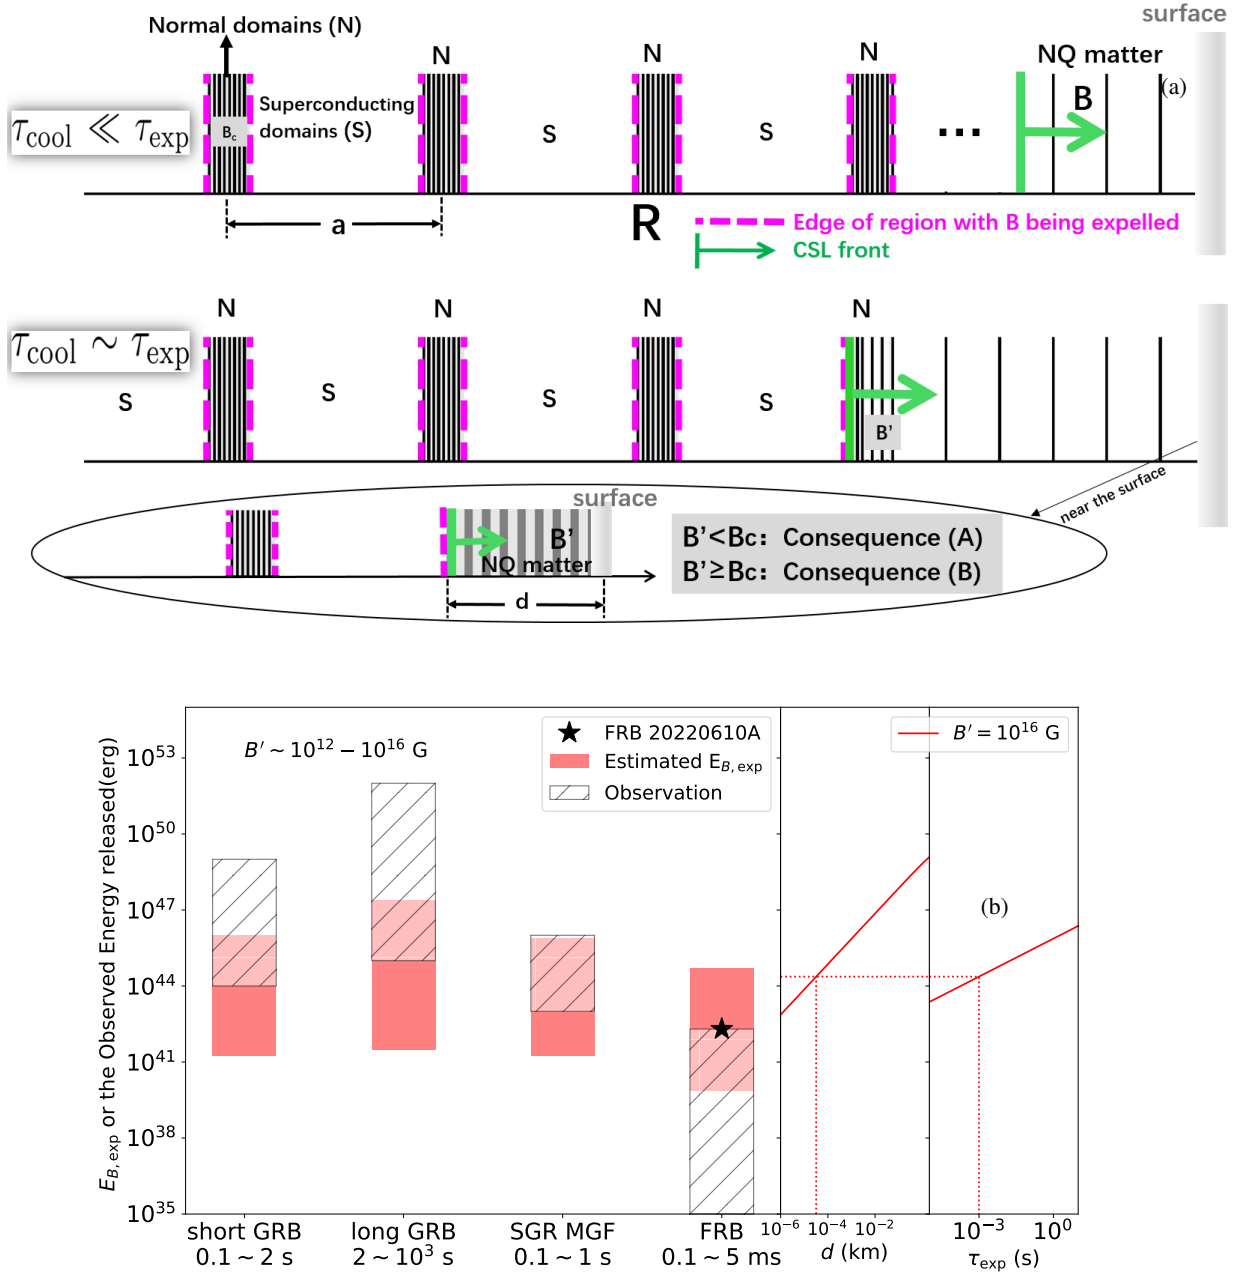 surface
Normal domains (N)
N
N
N
NQ matter
(a)
B
τcool ≪ τexp
Bc
Superconducting
domains (S)
S
S
...
a
R
Edge of region with B being expelled
CSL front
N
N
N
N
τcool ∼ τexp
S
S
S
S
B’
near the surface
surface
B’
NQ matter
d
B’<Bc: Consequence (A)
B’≥Bc: Consequence (B)
E_{B,exp} or the Observed Energy released(erg)
10^53
10^50
10^47
10^44
10^41
10^38
10^35
B′ ∼ 10^12 − 10^16 G
FRB 20220610A
Estimated E_{B,exp}
Observation
B′ = 10^16 G
(b)
short GRB
0.1 ∼ 2 s
long GRB
2 ∼ 10^3 s
SGR MGF
0.1 ∼ 1 s
FRB
0.1 ∼ 5 ms
10^−6
10^−4
10^−2
d (km)
10^−3
10^0
τexp (s)